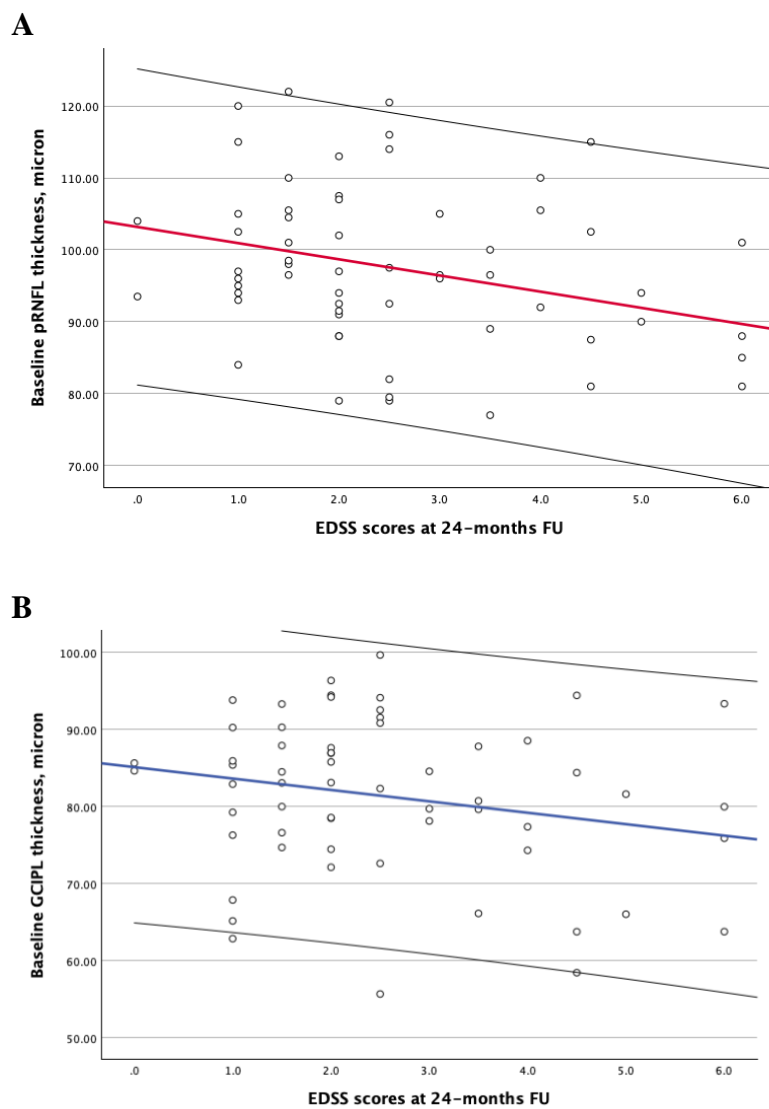 A
120.00
110.00
100.00
90.00
80.00
70.00
Baseline pRNFL thickness, micron
.0 1.0 2.0 3.0 4.0 5.0 6.0
EDSS scores at 24-months FU
B
100.00
90.00
80.00
70.00
60.00
50.00
Baseline GCIPL thickness, micron
.0 1.0 2.0 3.0 4.0 5.0 6.0
EDSS scores at 24-months FU